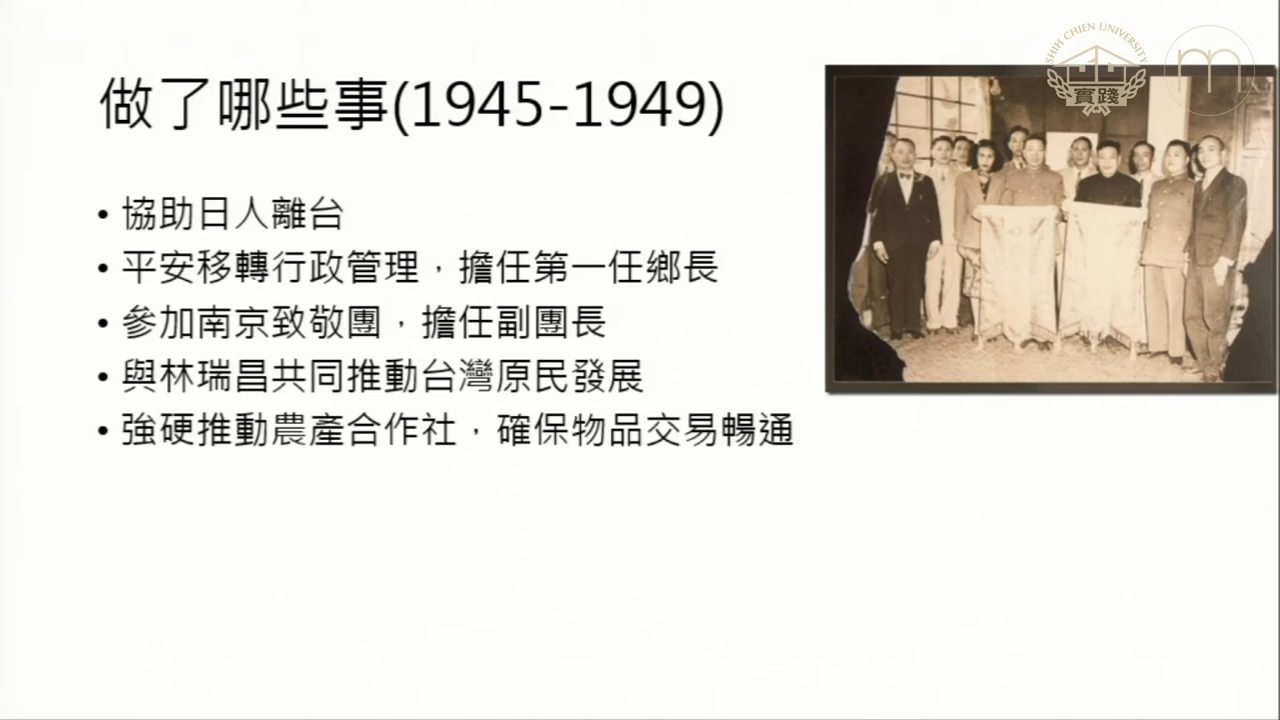 做了哪些事(1945-1949)
• 協助日人離台
• 平安移轉行政管理，擔任第一任鄉長
• 參加南京致敬團，擔任副團長
• 與林瑞昌共同推動台灣原民發展
• 強硬推動農產合作社，確保物品交易暢通
SHIH CHIEN UNIVERSITY
實踐
m